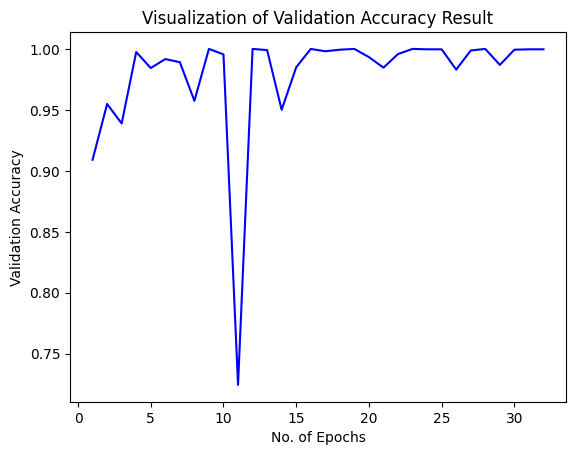 Visualization of Validation Accuracy Result
1.00
0.95
0.90
0.85
0.80
0.75
Validation Accuracy
0 5 10 15 20 25 30
No. of Epochs